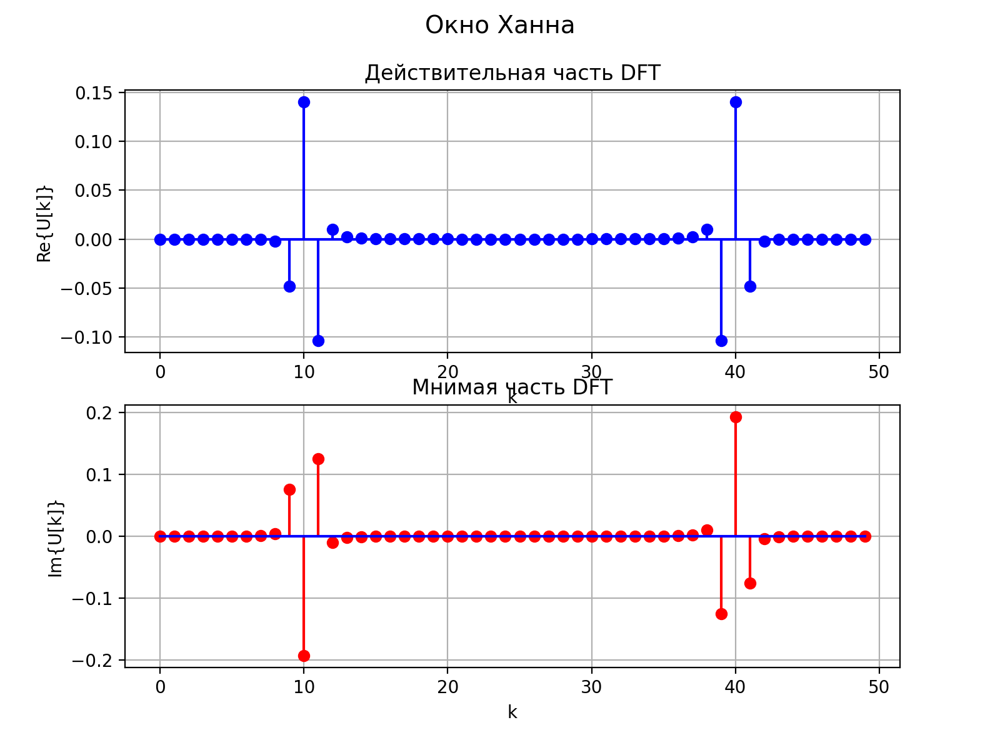 Окно Ханна
Действительная часть DFT
0.15
0.10
0.05
0.00
−0.05
−0.10
Re{U[k]}
0 10 20 30 40 50
k
Мнимая часть DFT
0.2
0.1
0.0
−0.1
−0.2
Im{U[k]}
0 10 20 30 40 50
k